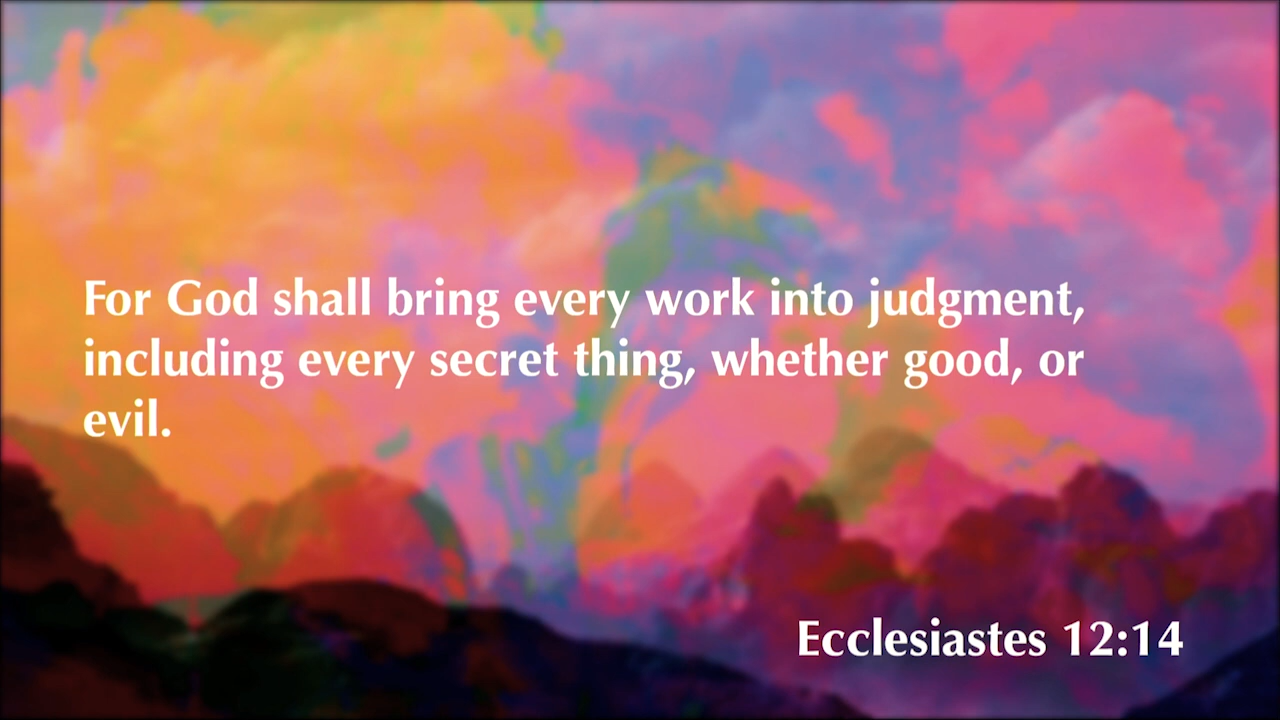 For God shall bring every work into judgment,
including every secret thing, whether good, or
evil.
Ecclesiastes 12:14